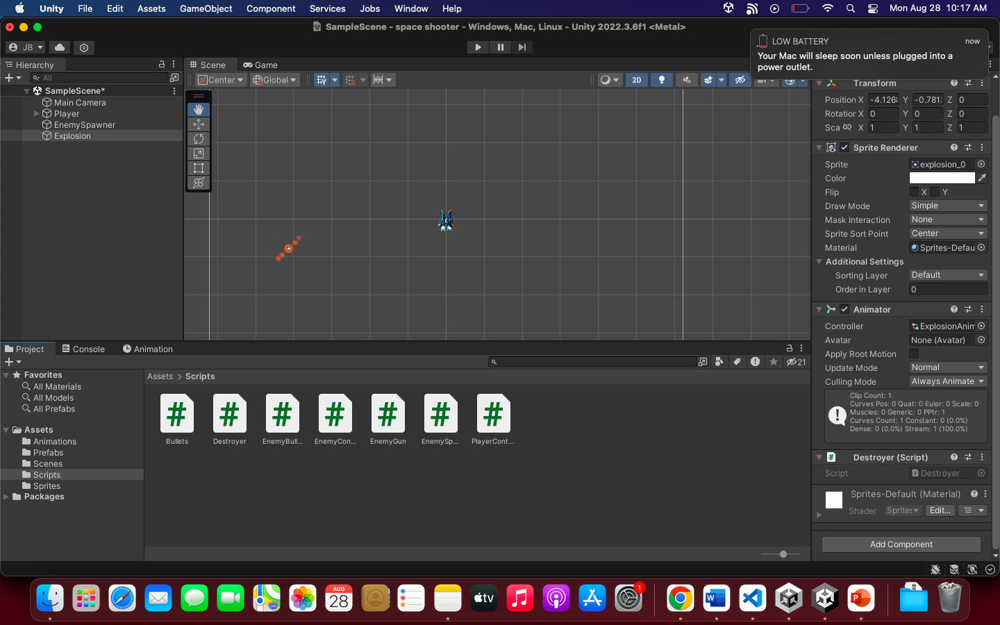 Unity File Edit Assets GameObject Component Services Jobs Window Help Mon Aug 28 10:17 AM
SampleScene - space shooter - Windows, Mac, Linux - Unity 2022.3.6f1 <Metal>
LOW BATTERY now
Your Mac will sleep soon unless plugged into a
power outlet.
JB
Hierarchy
All
SampleScene*
Main Camera
Player
EnemySpawner
Explosion
Scene Game
Center Global 2D
Transform
Position X -4.126 Y -0.781 Z 0
Rotation X 0 Y 0 Z 0
Sca X 1 Y 1 Z 1
Sprite Renderer
Sprite explosion_0
Color
Flip X Y
Draw Mode Simple
Mask Interaction None
Sprite Sort Point Center
Material Sprites-Defau
Additional Settings
Sorting Layer Default
Order in Layer 0
Animator
Controller ExplosionAnim
Avatar None (Avatar)
Apply Root Motion
Update Mode Normal
Culling Mode Always Animate
Clip Count: 1
Curves Pos: 0 Quat: 0 Euler: 0 Scale: 0
Muscles: 0 Generic: 0 PPtr: 1
Curves Count: 1 Constant: 0 (0.0%)
Dense: 0 (0.0%) Stream: 1 (100.0%)
Destroyer (Script)
Script Destroyer
Sprites-Default (Material)
Shader Sprites Edit...
Add Component
Project Console Animation
21
Favorites
All Materials
All Models
All Prefabs
Assets
Animations
Prefabs
Scenes
Scripts
Sprites
Packages
Assets > Scripts
# # # # # # #
Bullets Destroyer EnemyBull... EnemyCon... EnemyGun EnemySp... PlayerCont...
AUG
28
tv
1
W
P